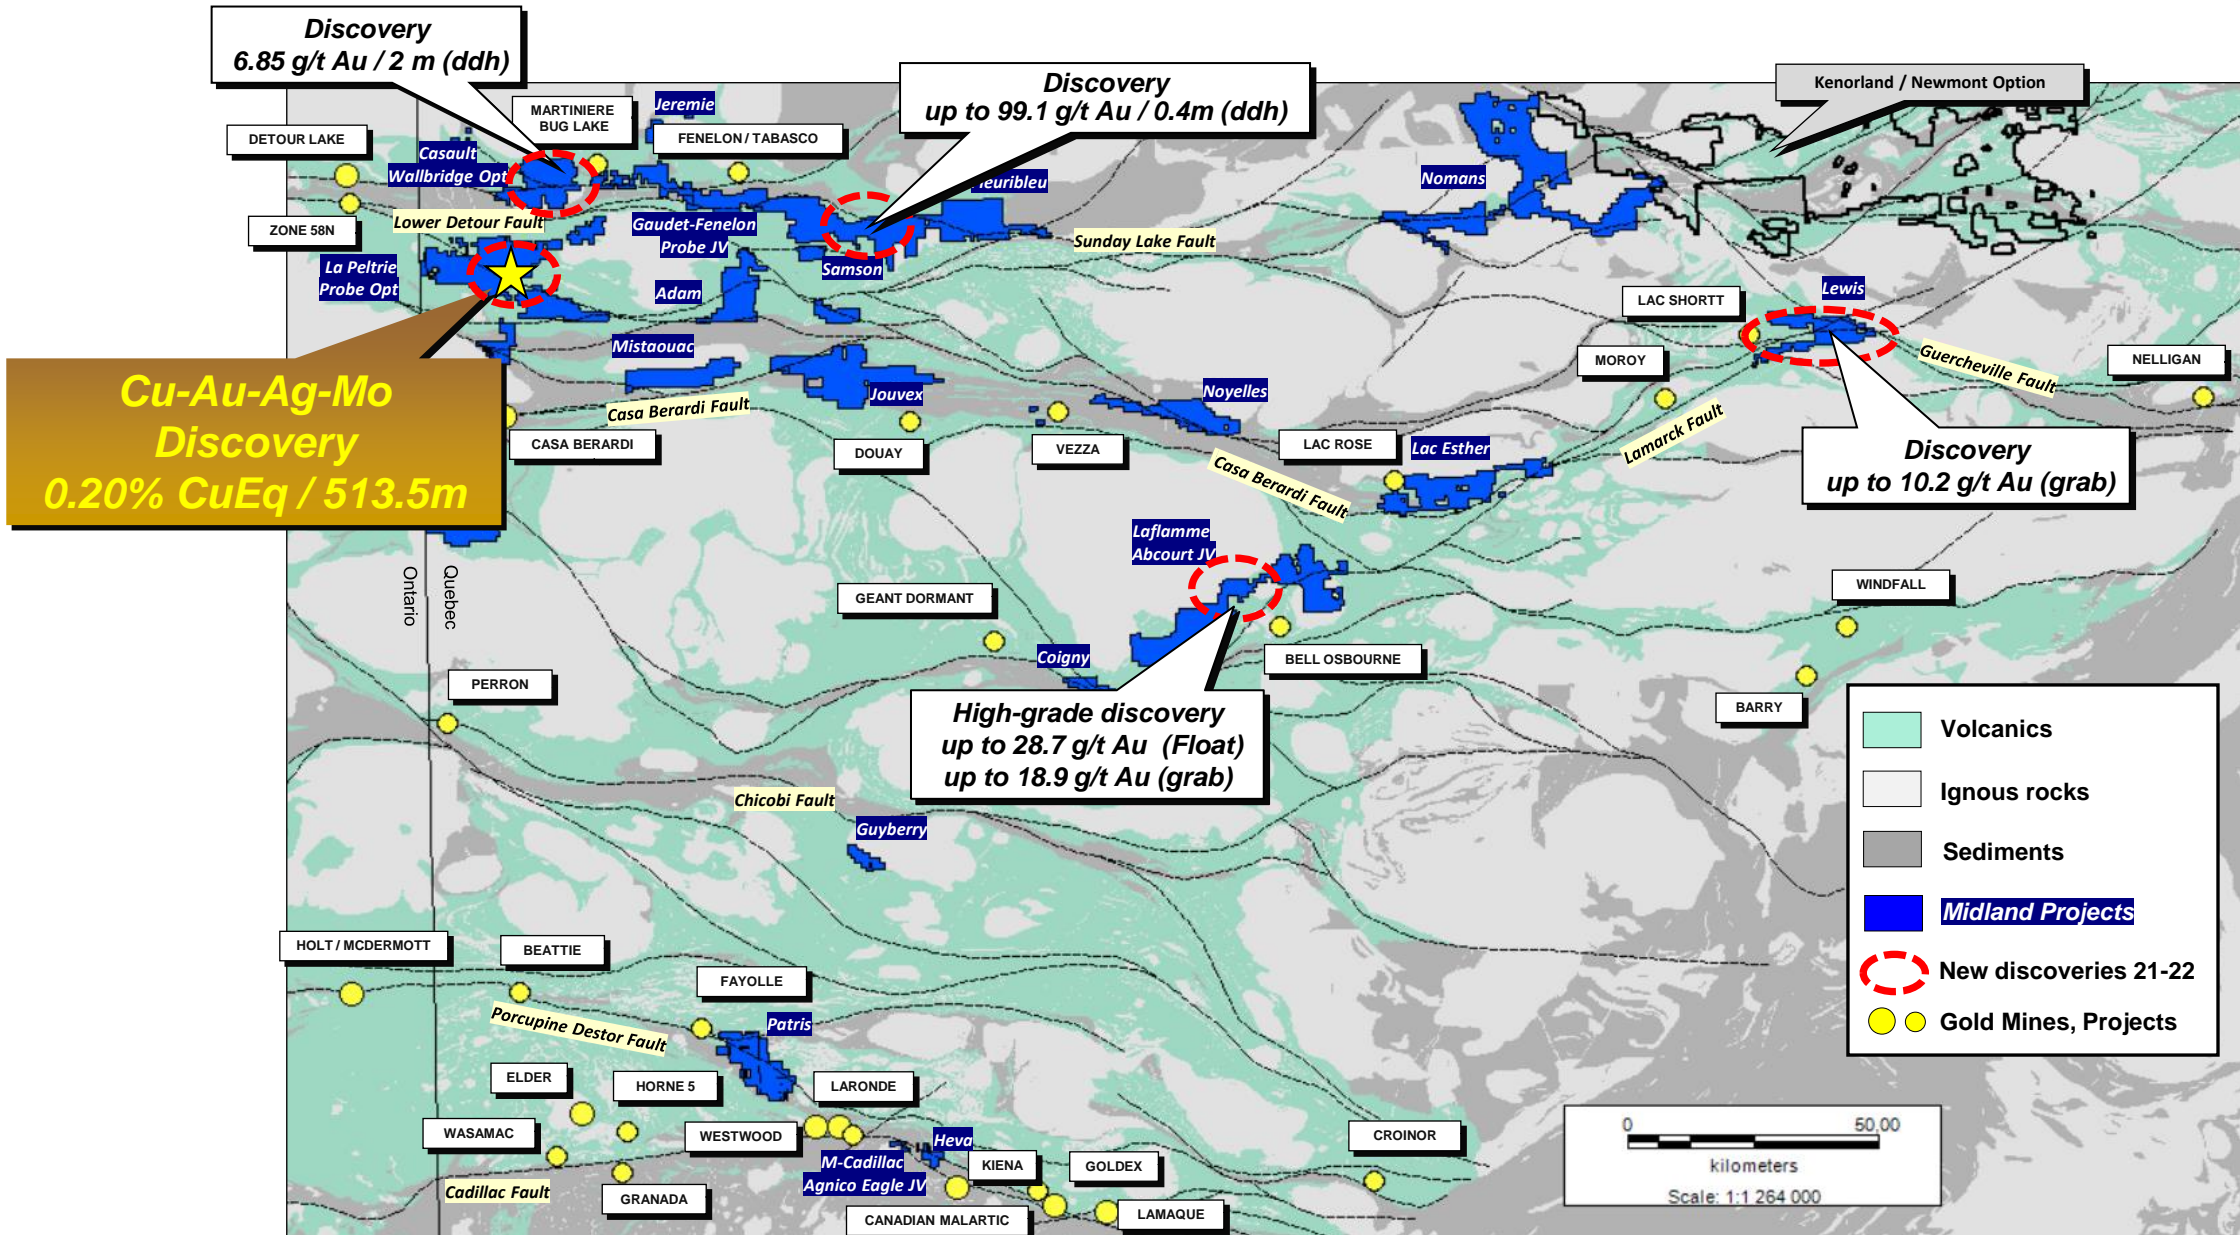 Discovery
6.85 g/t Au / 2 m (ddh)
Discovery
up to 99.1 g/t Au / 0.4m (ddh)
Kenorland / Newmont Option
MARTINIERE
BUG LAKE
Jeremie
DETOUR LAKE
FENELON / TABASCO
Casault
Wallbridge Opt
Nomans
ZONE 58N
Lower Detour Fault
Gaudet-Fenelon
Probe JV
Sunday Lake Fault
La Peltrie
Probe Opt
Samson
Adam
LAC SHORTT
Lewis
Mistaouac
MOROY
Guercheville Fault
NELLIGAN
Cu-Au-Ag-Mo
Discovery
0.20% CuEq / 513.5m
Jouvex
Noyelles
Casa Berardi Fault
CASA BERARDI
DOUAY
VEZZA
LAC ROSE
Lac Esther
Lamarck Fault
Casa Berardi Fault
Discovery
up to 10.2 g/t Au (grab)
Laflamme
Abcourt JV
Ontario
Quebec
GEANT DORMANT
WINDFALL
Coigny
BELL OSBOURNE
PERRON
BARRY
High-grade discovery
up to 28.7 g/t Au (Float)
up to 18.9 g/t Au (grab)
Chicobi Fault
Guyberry
Volcanics
Ignous rocks
Sediments
Midland Projects
New discoveries 21-22
Gold Mines, Projects
HOLT / MCDERMOTT
BEATTIE
FAYOLLE
Porcupine Destor Fault
Patris
ELDER
HORNE 5
LARONDE
WASAMAC
WESTWOOD
Heva
CROINOR
M-Cadillac
Agnico Eagle JV
KIENA
GOLDEX
Cadillac Fault
GRANADA
CANADIAN MALARTIC
LAMAQUE
0 50,00
kilometers
Scale: 1:1 264 000